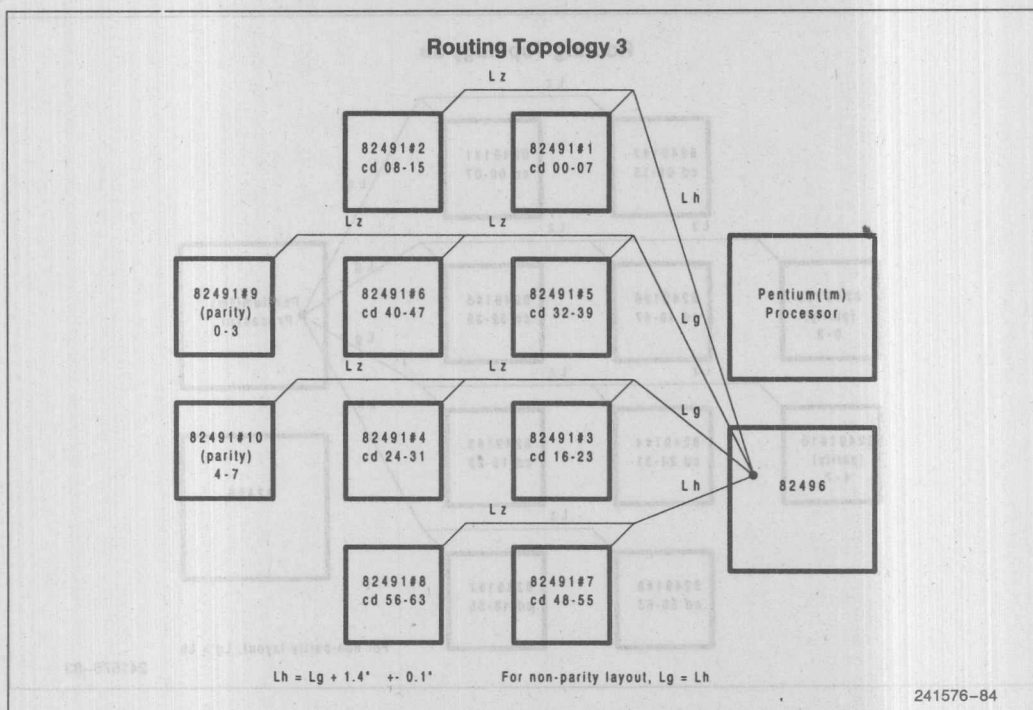 Routing Topology 3
Lz
82491#2
cd 08-15
82491#1
cd 00-07
Lh
Lz
Lz
82491#9
(parity)
0-3
82491#6
cd 40-47
82491#5
cd 32-39
Lg
Pentium(tm)
Processor
Lz
Lz
82491#10
(parity)
4-7
82491#4
cd 24-31
82491#3
cd 16-23
Lg
Lh
82496
Lz
82491#8
cd 56-63
82491#7
cd 48-55
Lh = Lg + 1.4" +- 0.1"
For non-parity layout, Lg = Lh
241576-84